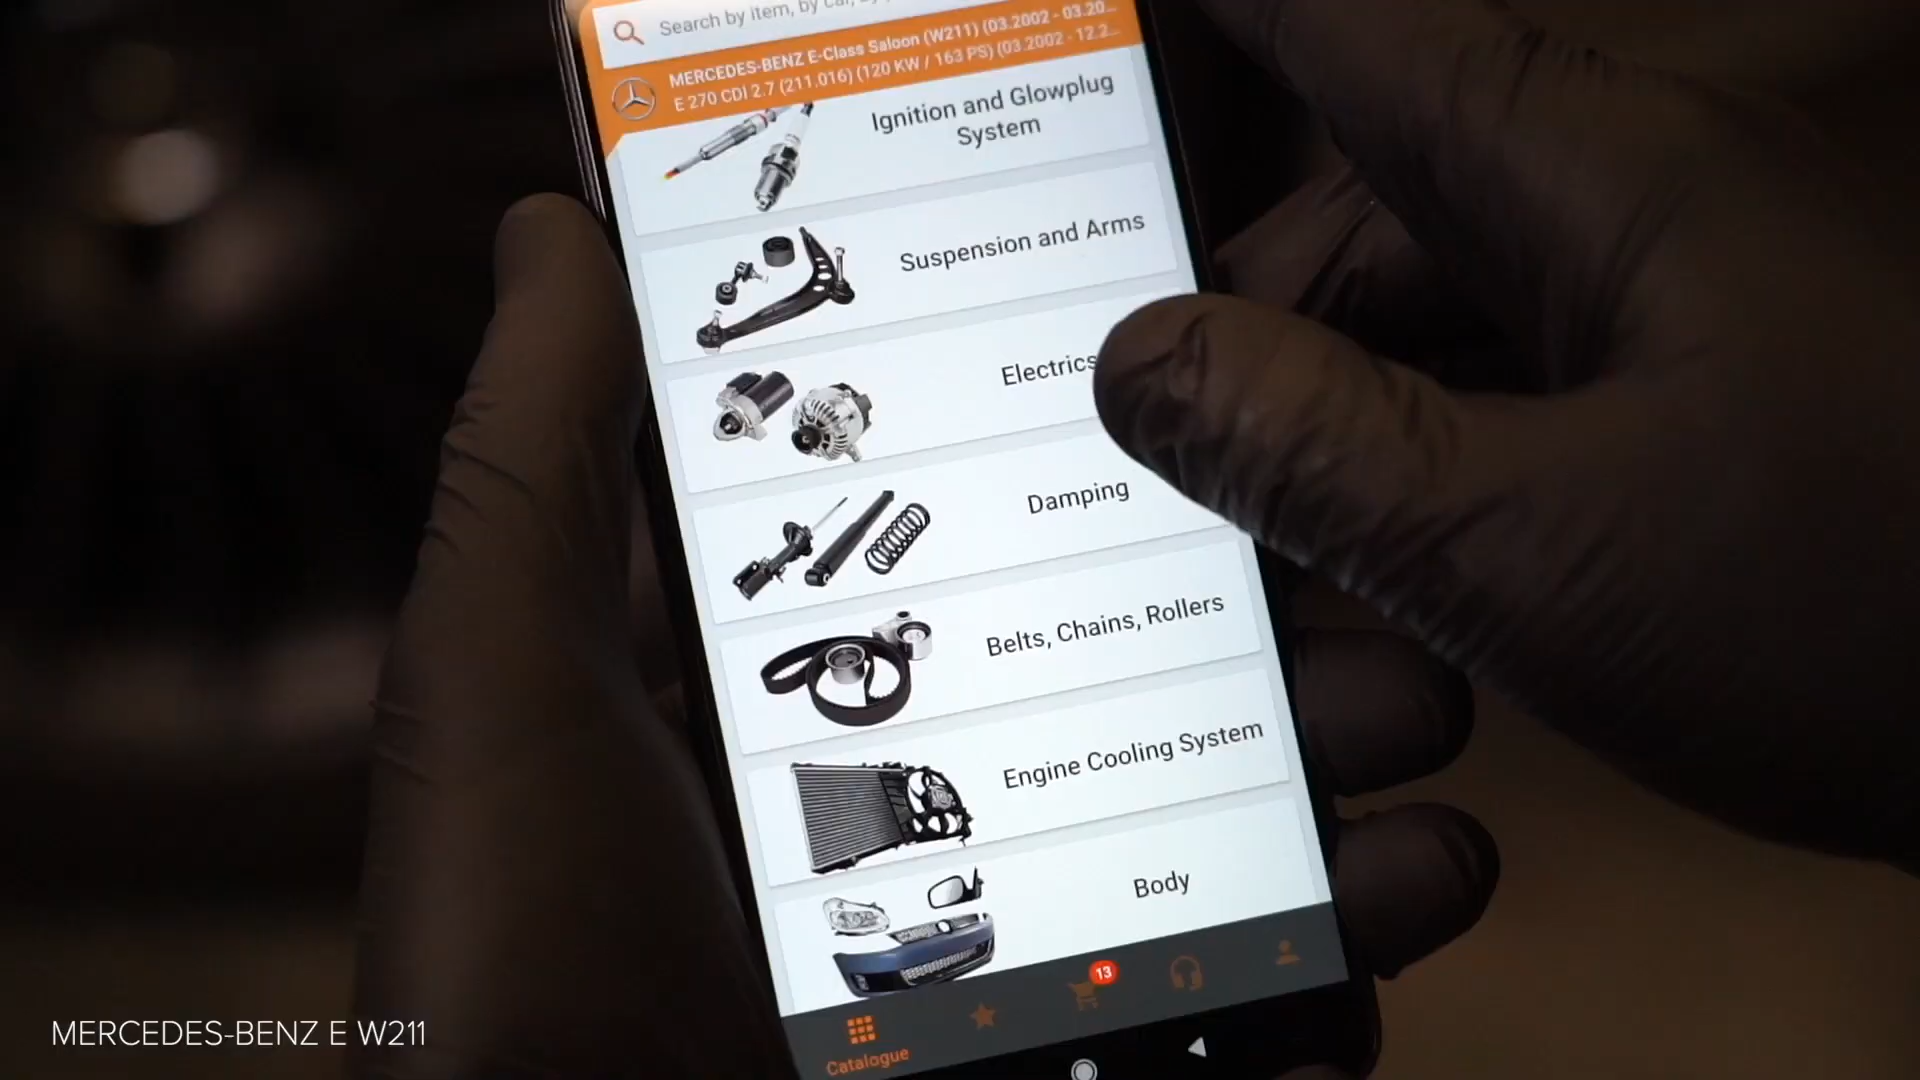 Search by item, by car, by
MERCEDES-BENZ E-Class Saloon (W211) (03.2002 - 03.20...
E 270 CDI 2.7 (211.016) (120 KW / 163 PS) (03.2002 - 12.2...
Ignition and Glowplug
System
Suspension and Arms
Electrics
Damping
Belts, Chains, Rollers
Engine Cooling System
Body
13
Catalogue
MERCEDES-BENZ E W211